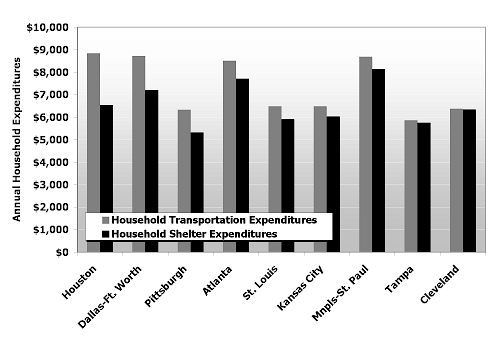 $10,000
$9,000
$8,000
$7,000
$6,000
$5,000
$4,000
$3,000
$2,000
$1,000
$0
Annual Household Expenditures
Household Transportation Expenditures
Household Shelter Expenditures
Houston
Dallas-Ft. Worth
Pittsburgh
Atlanta
St. Louis
Kansas City
Mnpls-St. Paul
Tampa
Cleveland